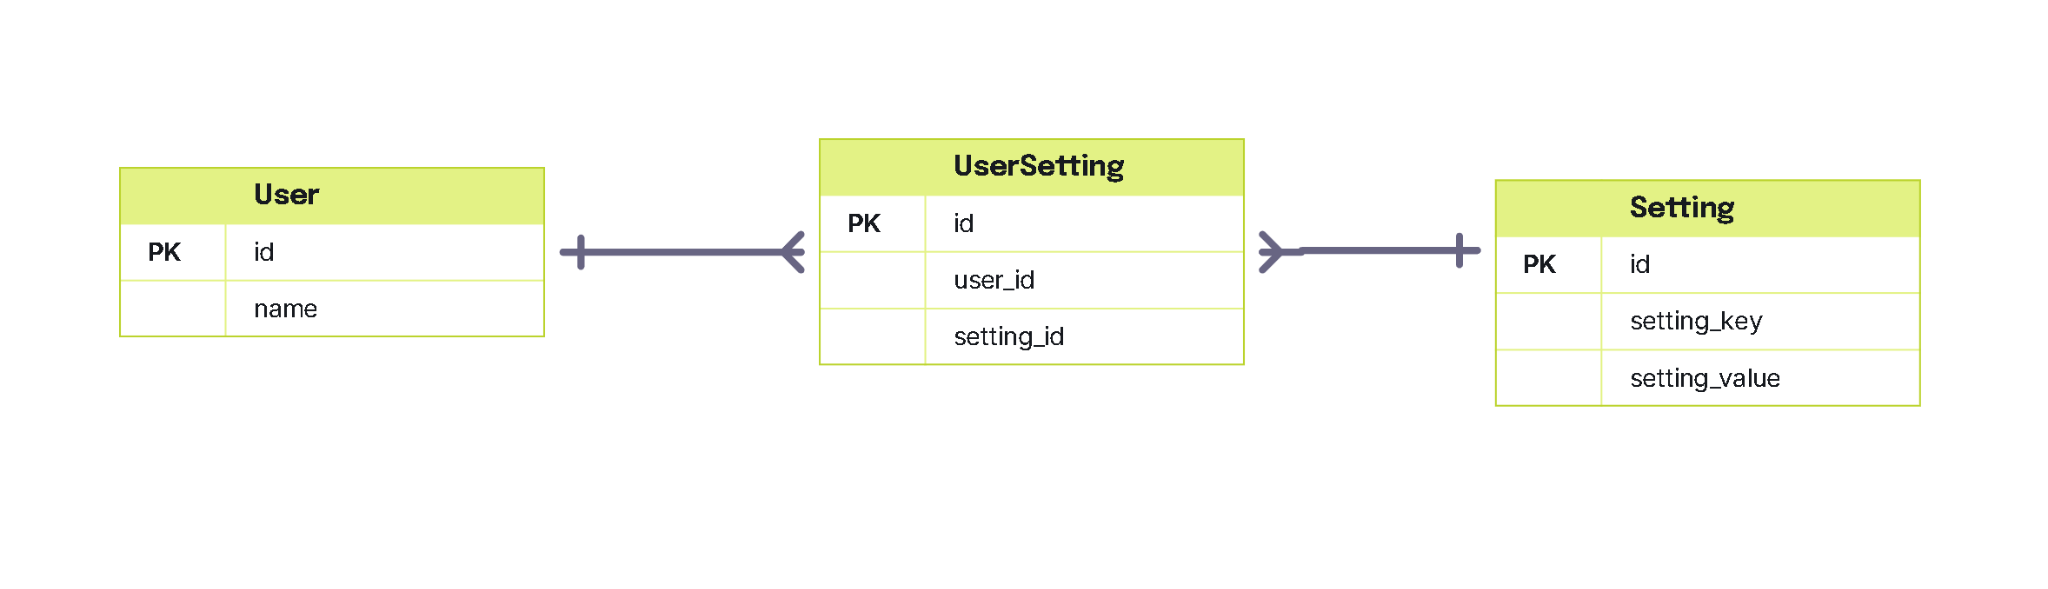 User
PK id
name
UserSetting
PK id
user_id
setting_id
Setting
PK id
setting_key
setting_value